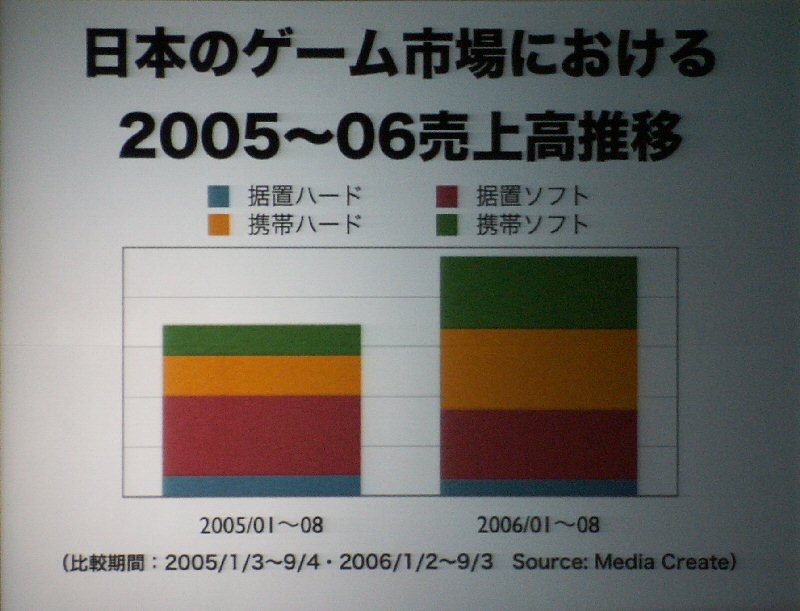 日本のゲーム市場における
2005〜06売上高推移
据置ハード 据置ソフト
携帯ハード 携帯ソフト
2005/01〜08 2006/01〜08
(比較期間：2005/1/3〜9/4・2006/1/2〜9/3 Source: Media Create)